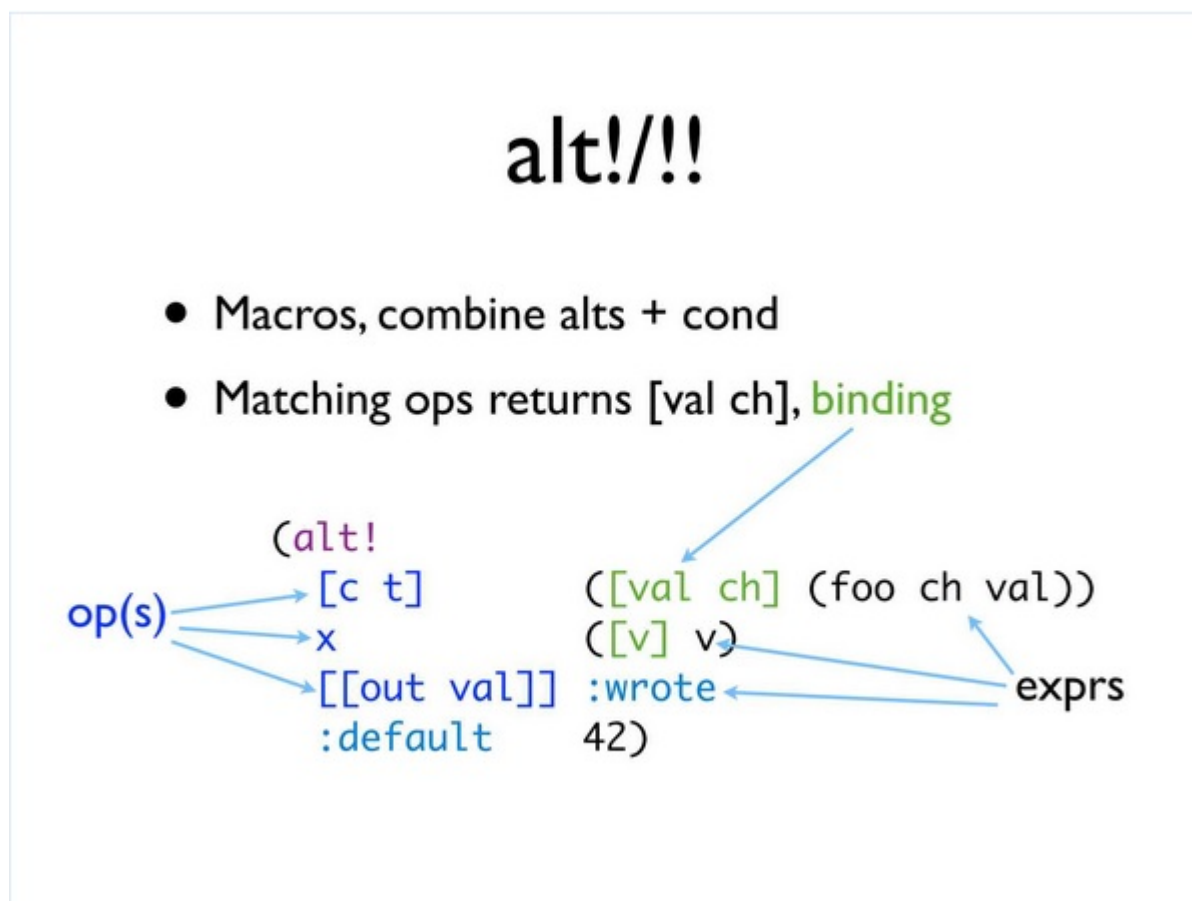 alt!/!!
• Macros, combine alts + cond
• Matching ops returns [val ch], binding
(alt!
op(s)
[c t] ([val ch] (foo ch val))
x ([v] v)
[[out val]] :wrote
exprs
:default 42)